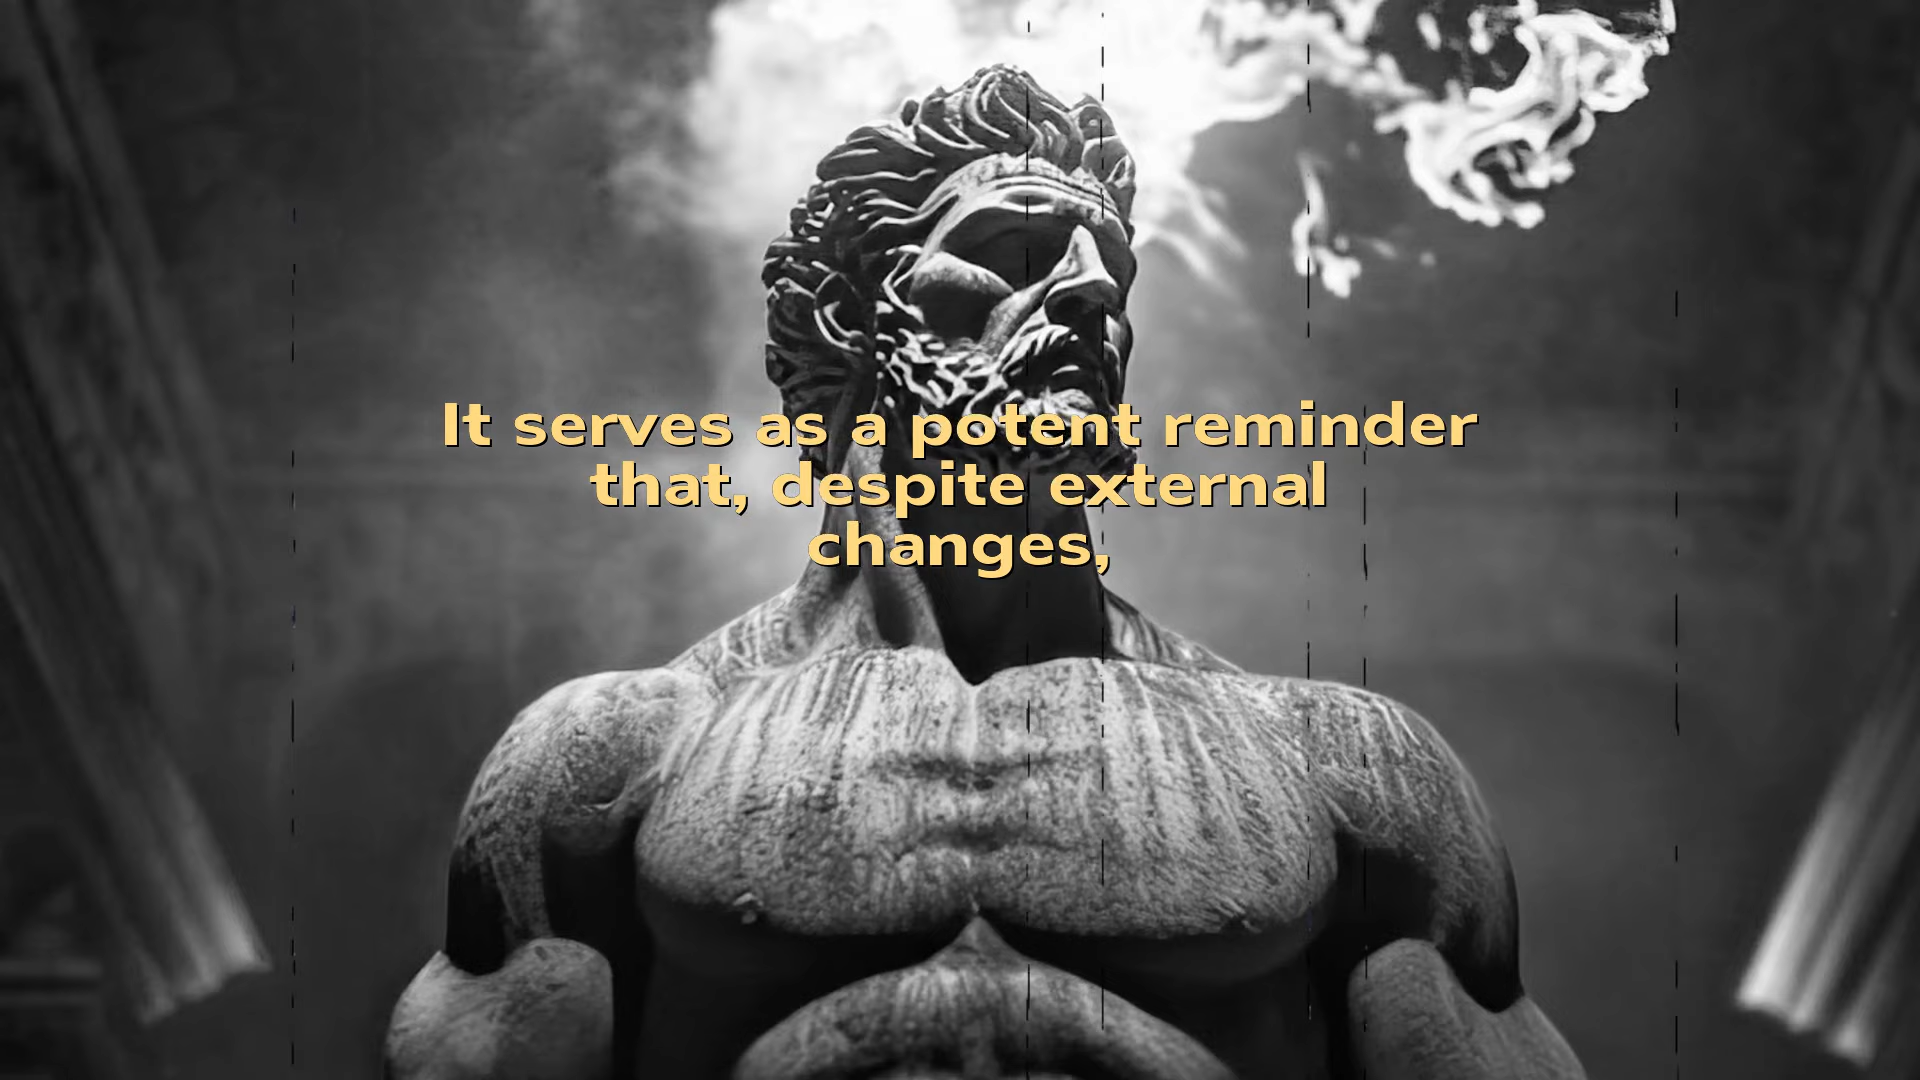 It serves as a potent reminder
that, despite external
changes,